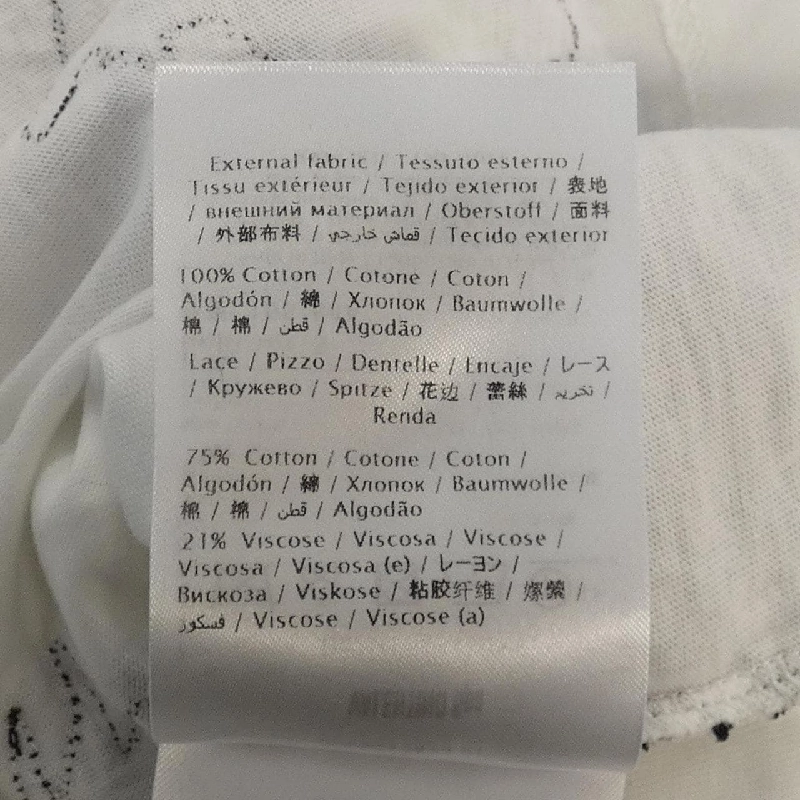 External fabric / Tessuto esterno /
Tissu extérieur / Tejido exterior / 表地
/ внешний материал / Oberstoff / 面料
/ 外部布料 / قماش خارجي / Tecido exterior
100% Cotton / Cotone / Coton /
Algodón / 綿 / Хлопок / Baumwolle /
棉 / 棉 / قطن / Algodão
Lace / Pizzo / Dentelle / Encaje / レース
/ Кружево / Spitze / 花边 / 蕾絲 / تخريم /
Renda
75% Cotton / Cotone / Coton /
Algodón / 綿 / Хлопок / Baumwolle /
棉 / 棉 / قطن / Algodão
21% Viscose / Viscosa / Viscose /
Viscosa / Viscosa (e) / レーヨン /
Вискоза / Viskose / 粘胶纤维 / 嫘縈 /
فسكوز / Viscose / Viscose (a)